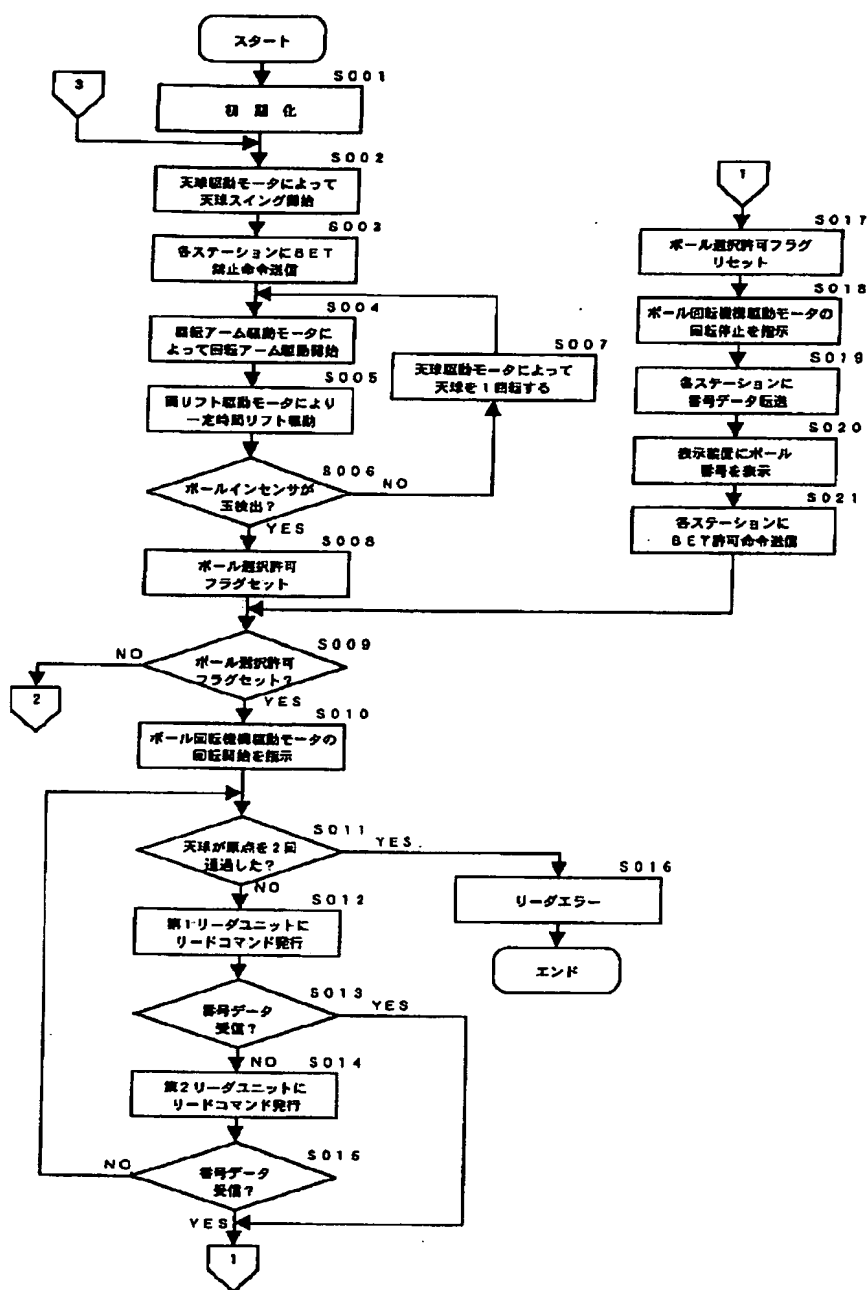 スタート
S001
初期化
3
S002
天球駆動モータによって
天球スイング開始
S003
各ステーションにBET
禁止命令送信
S004
回転アーム駆動モータに
よって回転アーム駆動開始
S005
両リフト駆動モータにより
一定時間リフト駆動
S006
ボールインセンサが
玉検出?
NO
YES
S007
天球駆動モータによって
天球を1回転する
S008
ボール選択許可
フラグセット
S009
ボール選択許可
フラグセット?
NO
2
YES
S010
ボール回転機構駆動モータの
回転開始を指示
S011
天球が原点を2回
通過した?
YES
NO
S012
第1リーダユニットに
リードコマンド発行
S013
番号データ
受信?
YES
NO
S014
第2リーダユニットに
リードコマンド発行
S015
番号データ
受信?
NO
YES
1
S016
リーダエラー
エンド
1
S017
ボール選択許可フラグ
リセット
S018
ボール回転機構駆動モータの
回転停止を指示
S019
各ステーションに
番号データ転送
S020
表示装置にボール
番号を表示
S021
各ステーションに
BET許可命令送信